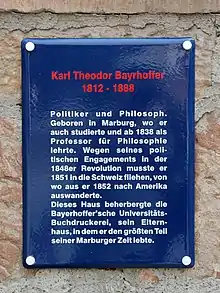 Karl Theodor Bayrhoffer
1812 - 1888
Politiker und Philosoph.
Geboren in Marburg, wo er
auch studierte und ab 1838 als
Professor für Philosophie
lehrte. Wegen seines poli-
tischen Engagements in der
1848er Revolution musste er
1851 in die Schweiz fliehen, von
wo aus er 1852 nach Amerika
auswanderte.
Dieses Haus beherbergte die
Bayerhoffer'sche Universitäts-
Buchdruckerei, sein Eltern-
haus, in dem er den größten Teil
seiner Marburger Zeit lebte.